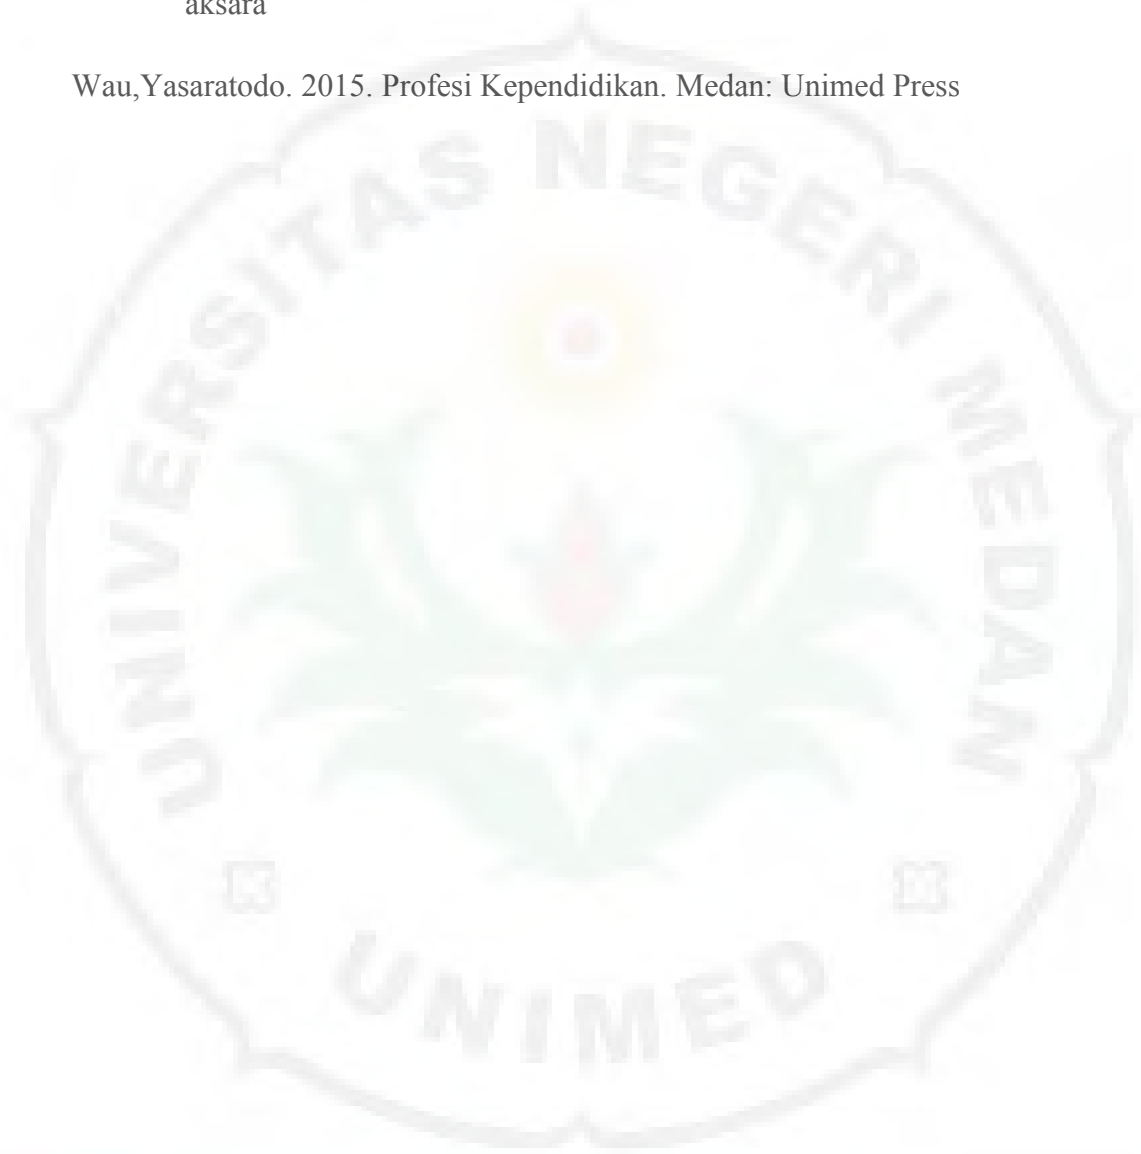 aksara
Wau,Yasaratodo. 2015. Profesi Kependidikan. Medan: Unimed Press
UNIVERSITAS NEGERI MEDAN
UNIMED